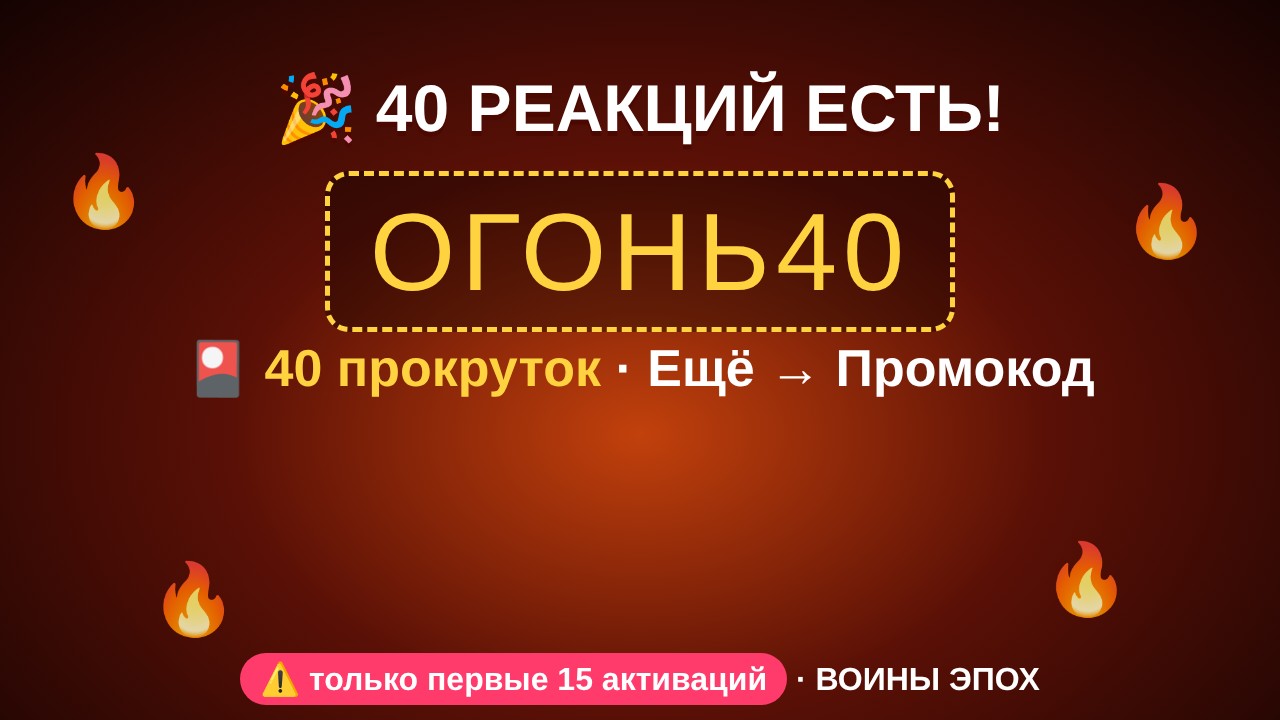 🎉 40 РЕАКЦИЙ ЕСТЬ!
ОГОНЬ40
🎴 40 прокруток · Ещё → Промокод
⚠️ только первые 15 активаций · ВОИНЫ ЭПОХ